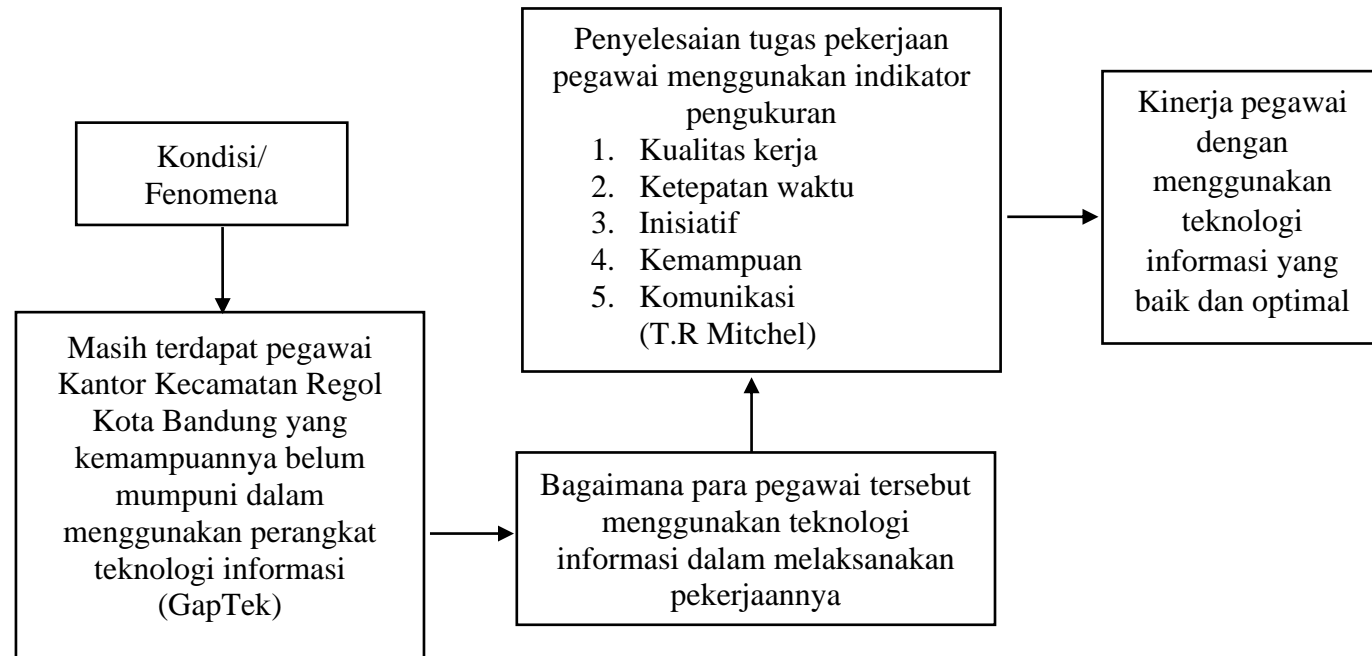 Kondisi/
Fenomena
Masih terdapat pegawai
Kantor Kecamatan Regol
Kota Bandung yang
kemampuannya belum
mumpuni dalam
menggunakan perangkat
teknologi informasi
(GapTek)
Bagaimana para pegawai tersebut
menggunakan teknologi
informasi dalam melaksanakan
pekerjaannya
Penyelesaian tugas pekerjaan
pegawai menggunakan indikator
pengukuran
1. Kualitas kerja
2. Ketepatan waktu
3. Inisiatif
4. Kemampuan
5. Komunikasi
(T.R Mitchel)
Kinerja pegawai
dengan
menggunakan
teknologi
informasi yang
baik dan optimal